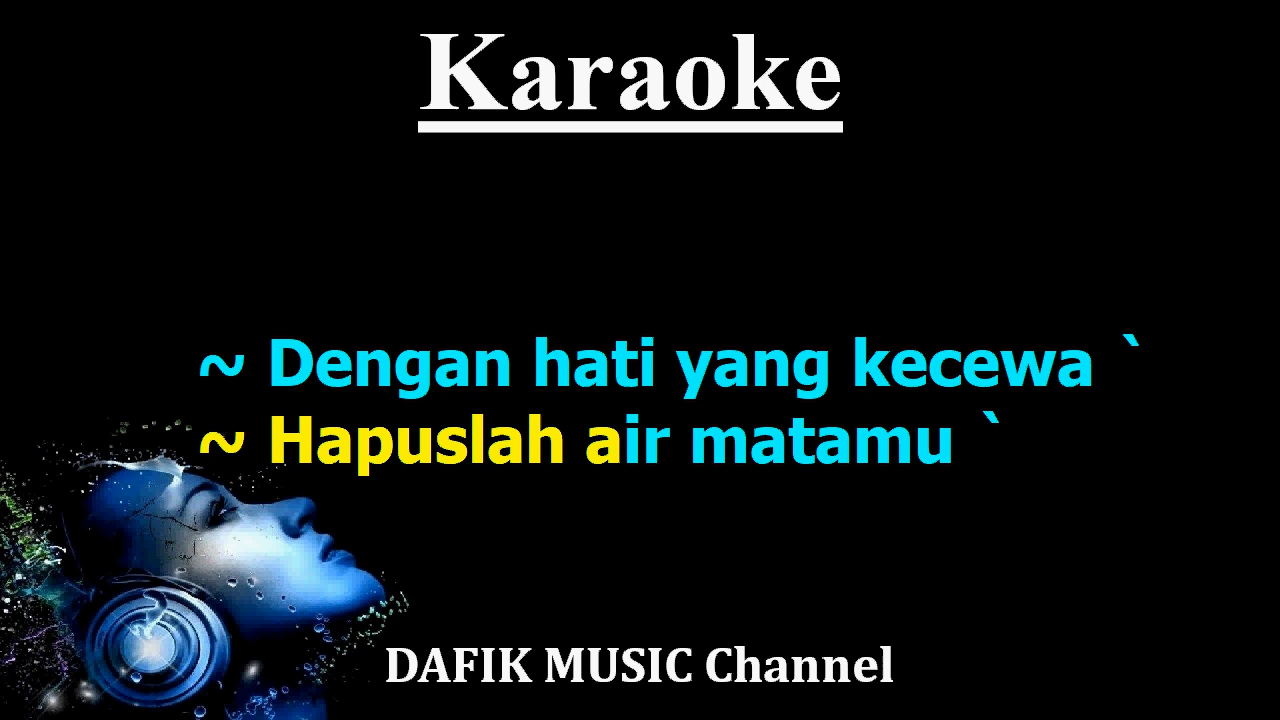 Karaoke
~ Dengan hati yang kecewa `
~ Hapuslah air matamu `
DAFIK MUSIC Channel